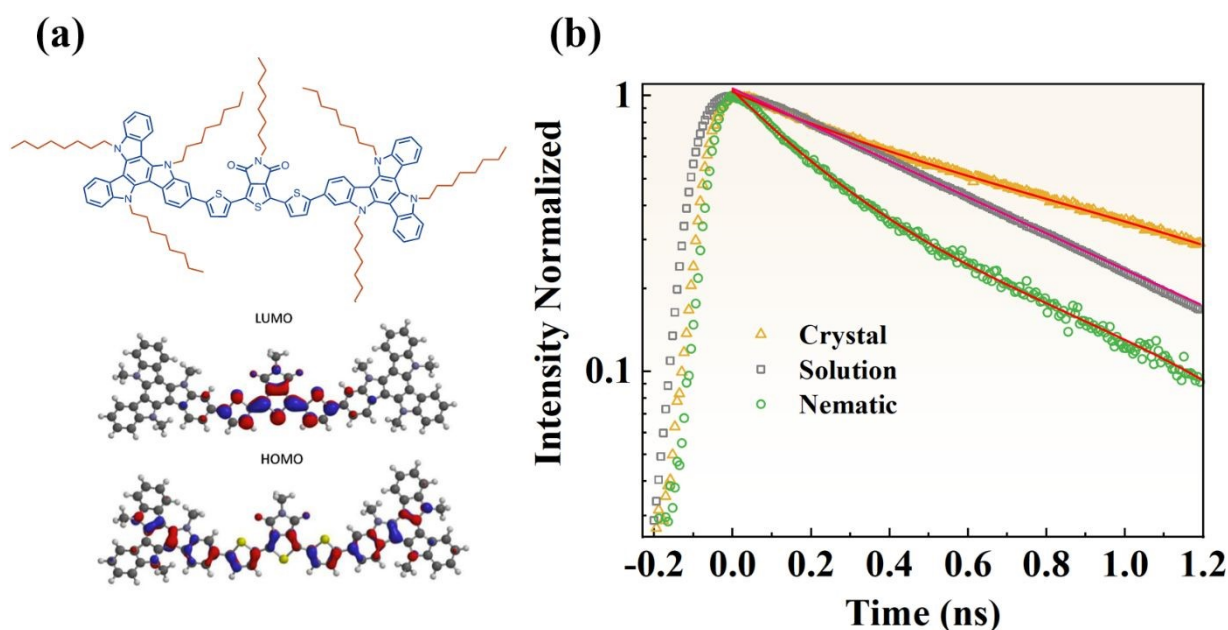 (a)
N
N
N
N
O
O
N
N
N
N
S
S
S
LUMO
HOMO
(b)
Intensity Normalized
1
0.1
Crystal
Solution
Nematic
-0.2 0.0 0.2 0.4 0.6 0.8 1.0 1.2
Time (ns)